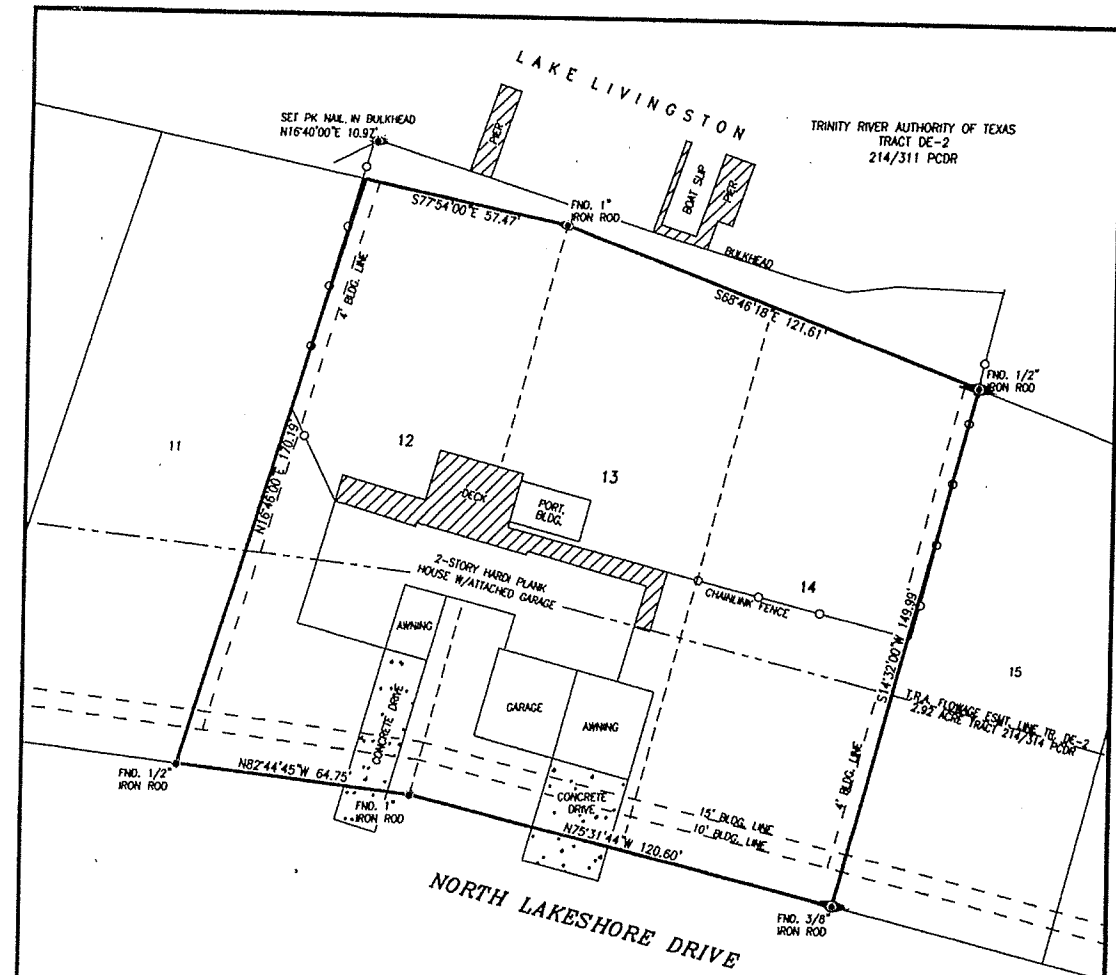 LAKE LIVINGSTON
SET PK NAIL IN BULKHEAD
N16°40'00"E 10.97'
PIER
TRINITY RIVER AUTHORITY OF TEXAS
TRACT DE-2
214/311 PCDR
BOAT SLIP
PIER
S77°54'00"E 57.47'
FND. 1"
IRON ROD
BULKHEAD
4' BLDG. LINE
S68°46'18"E 121.61'
FND. 1/2"
IRON ROD
11
12
13
DECK
PORT.
BLDG.
N16°46'00"E 170.19'
2-STORY HARDI PLANK
HOUSE W/ATTACHED GARAGE
CHAINLINK FENCE
14
S14°32'00"W 149.99'
15
AWNING
GARAGE
AWNING
T.R.A. FLOWAGE ESMT. LINE TR. DE-2
2.92 ACRE TRACT 214/314 PCDR
CONCRETE DRIVE
4' BLDG. LINE
FND. 1/2"
IRON ROD
N82°44'45"W 64.75'
FND. 1"
IRON ROD
CONCRETE
DRIVE
15' BLDG. LINE
10' BLDG. LINE
N75°31'44"W 120.60'
NORTH LAKESHORE DRIVE
FND. 3/8"
IRON ROD